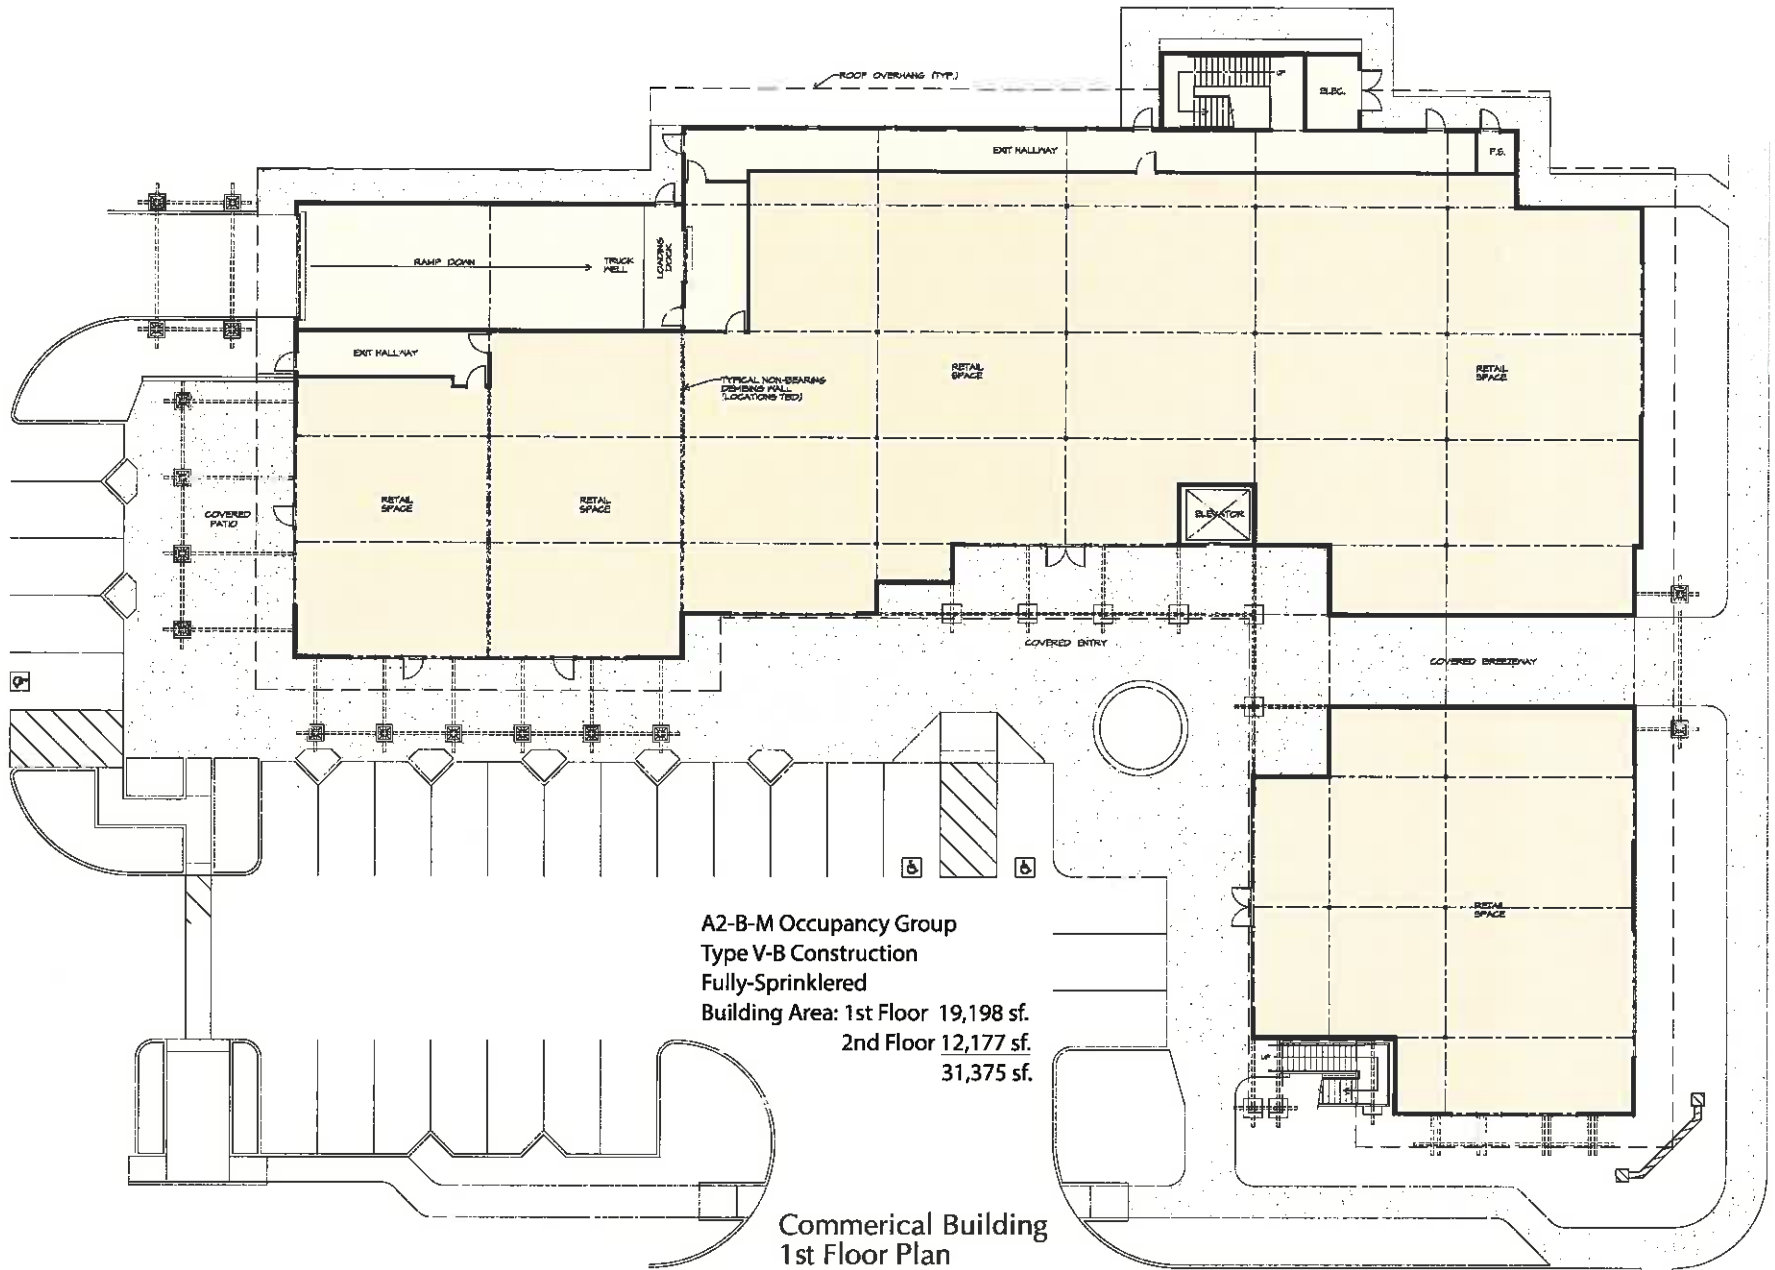 ROOF OVERHANG (TYP.)
UP
ELEC.
EXIT HALLWAY
F.S.
RAMP DOWN
TRUCK
WELL
LOADING
DOCK
EXIT HALLWAY
TYPICAL NON-BEARING
DEMISING WALL
(LOCATIONS TBD)
RETAIL
SPACE
RETAIL
SPACE
RETAIL
SPACE
RETAIL
SPACE
COVERED
PATIO
ELEVATOR
COVERED ENTRY
COVERED BREEZEWAY
RETAIL
SPACE
UP
A2-B-M Occupancy Group
Type V-B Construction
Fully-Sprinklered
Building Area: 1st Floor 19,198 sf.
2nd Floor 12,177 sf.
31,375 sf.
Commerical Building
1st Floor Plan